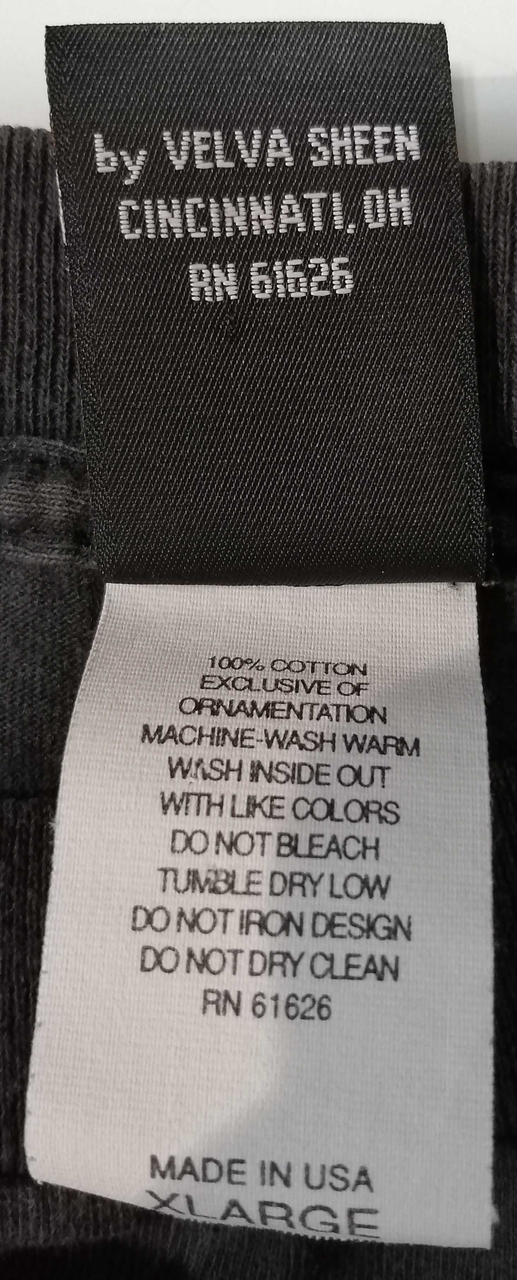 by VELVA SHEEN
CINCINNATI, OH
RN 61626
100% COTTON
EXCLUSIVE OF
ORNAMENTATION
MACHINE-WASH WARM
WASH INSIDE OUT
WITH LIKE COLORS
DO NOT BLEACH
TUMBLE DRY LOW
DO NOT IRON DESIGN
DO NOT DRY CLEAN
RN 61626
MADE IN USA
XLARGE